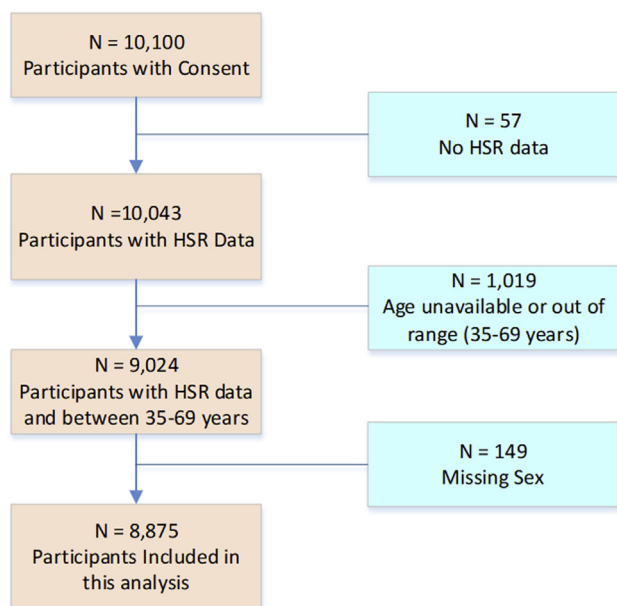 N = 10,100
Participants with Consent
N = 57
No HSR data
N =10,043
Participants with HSR Data
N = 1,019
Age unavailable or out of
range (35-69 years)
N = 9,024
Participants with HSR data
and between 35-69 years
N = 149
Missing Sex
N = 8,875
Participants Included in
this analysis